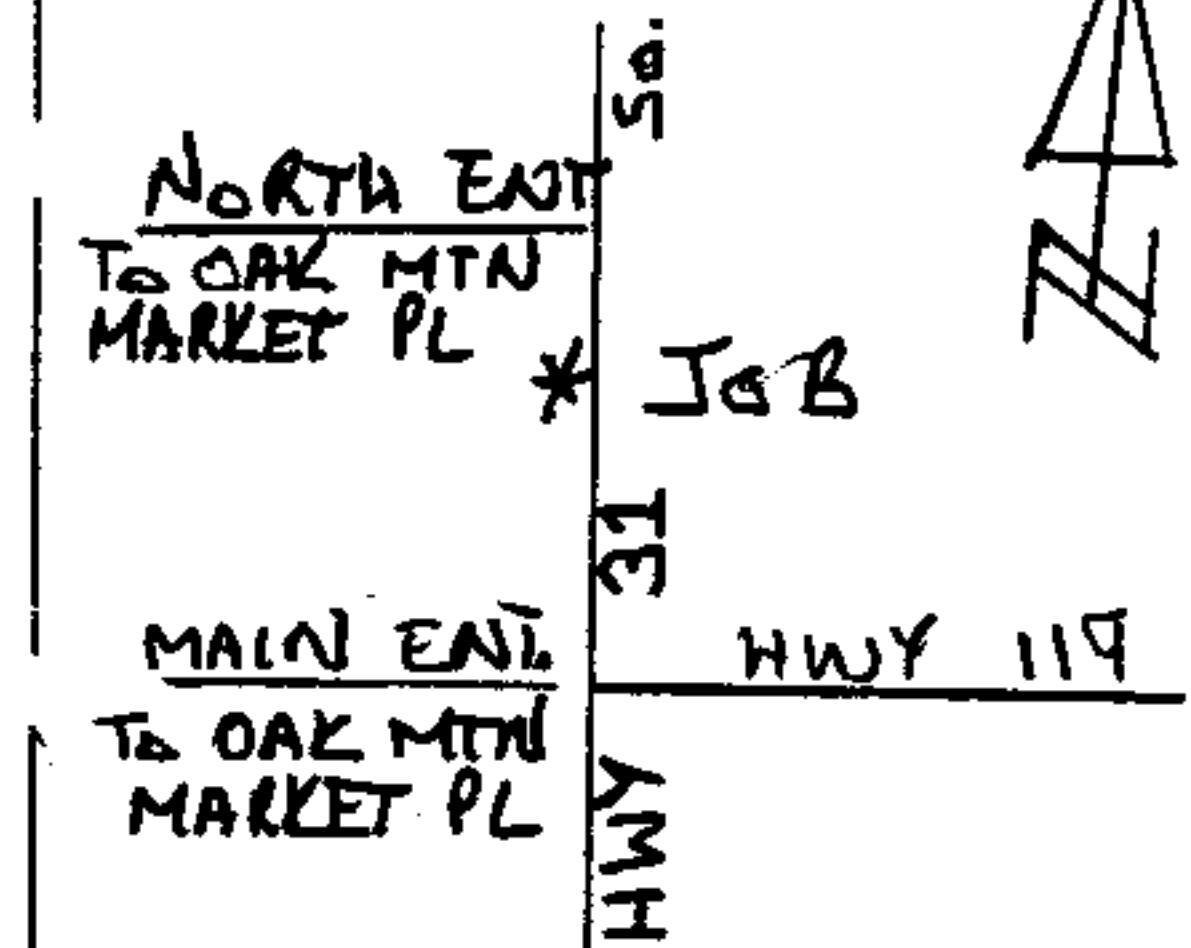 NORTH ENT
TO OAK MTN
MARKET PL
JOB
MAIN ENT.
TO OAK MTN
MARKET PL
HWY 119
HWY 31 SO.
N